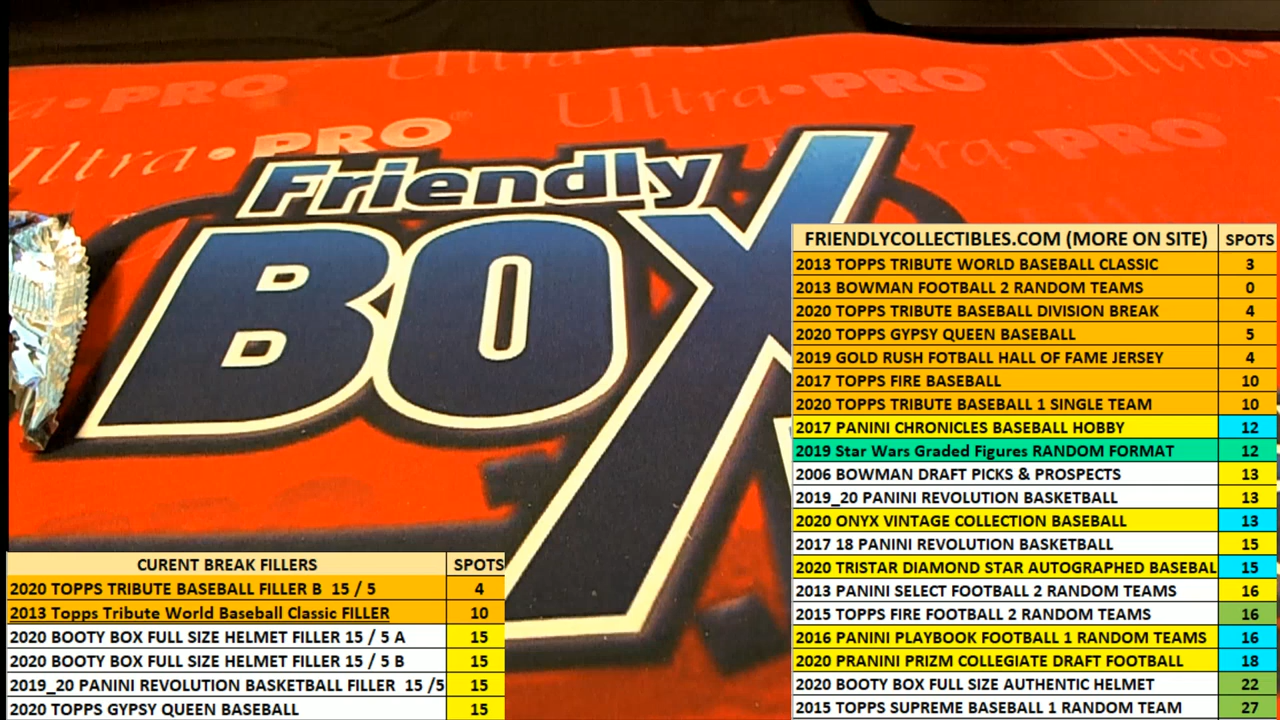 Ultra PRO
Ultra•PRO
Ultra•PRO
Ultra•PRO
Friendly
BOX
FRIENDLYCOLLECTIBLES.COM (MORE ON SITE) SPOTS
2013 TOPPS TRIBUTE WORLD BASEBALL CLASSIC 3
2013 BOWMAN FOOTBALL 2 RANDOM TEAMS 0
2020 TOPPS TRIBUTE BASEBALL DIVISION BREAK 4
2020 TOPPS GYPSY QUEEN BASEBALL 5
2019 GOLD RUSH FOTBALL HALL OF FAME JERSEY 4
2017 TOPPS FIRE BASEBALL 10
2020 TOPPS TRIBUTE BASEBALL 1 SINGLE TEAM 10
2017 PANINI CHRONICLES BASEBALL HOBBY 12
2019 Star Wars Graded Figures RANDOM FORMAT 12
2006 BOWMAN DRAFT PICKS & PROSPECTS 13
2019_20 PANINI REVOLUTION BASKETBALL 13
2020 ONYX VINTAGE COLLECTION BASEBALL 13
2017 18 PANINI REVOLUTION BASKETBALL 15
2020 TRISTAR DIAMOND STAR AUTOGRAPHED BASEBAL 15
2013 PANINI SELECT FOOTBALL 2 RANDOM TEAMS 16
2015 TOPPS FIRE FOOTBALL 2 RANDOM TEAMS 16
2016 PANINI PLAYBOOK FOOTBALL 1 RANDOM TEAMS 16
2020 PRANINI PRIZM COLLEGIATE DRAFT FOOTBALL 18
2020 BOOTY BOX FULL SIZE AUTHENTIC HELMET 22
2015 TOPPS SUPREME BASEBALL 1 RANDOM TEAM 27
CURENT BREAK FILLERS SPOTS
2020 TOPPS TRIBUTE BASEBALL FILLER B 15 / 5 4
2013 Topps Tribute World Baseball Classic FILLER 10
2020 BOOTY BOX FULL SIZE HELMET FILLER 15 / 5 A 15
2020 BOOTY BOX FULL SIZE HELMET FILLER 15 / 5 B 15
2019_20 PANINI REVOLUTION BASKETBALL FILLER 15 /5 15
2020 TOPPS GYPSY QUEEN BASEBALL 15